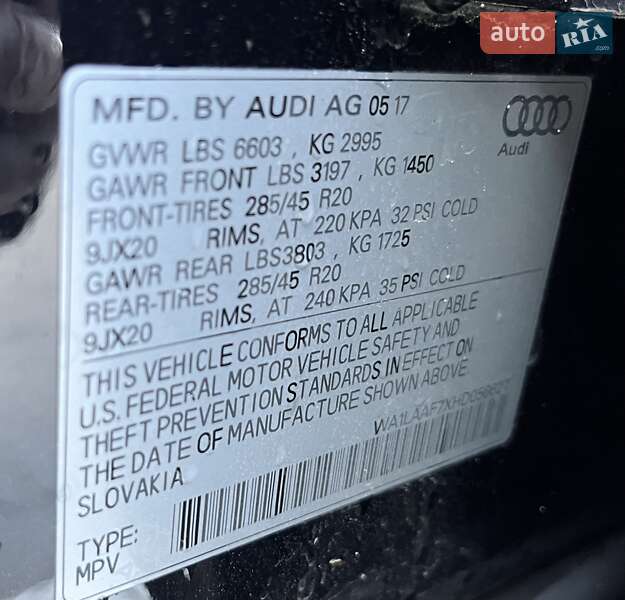 auto RIA .com
MFD. BY AUDI AG 05 17
Audi
GVWR LBS 6603 , KG 2995
GAWR FRONT LBS 3197 , KG 1450
FRONT-TIRES 285/45 R20
9JX20 RIMS, AT 220 KPA 32 PSI COLD
GAWR REAR LBS3803 , KG 1725
REAR-TIRES 285/45 R20
9JX20 RIMS, AT 240 KPA 35 PSI COLD
THIS VEHICLE CONFORMS TO ALL APPLICABLE
U.S. FEDERAL MOTOR VEHICLE SAFETY AND
THEFT PREVENTION STANDARDS IN EFFECT ON
THE DATE OF MANUFACTURE SHOWN ABOVE.
SLOVAKIA
TYPE:
MPV